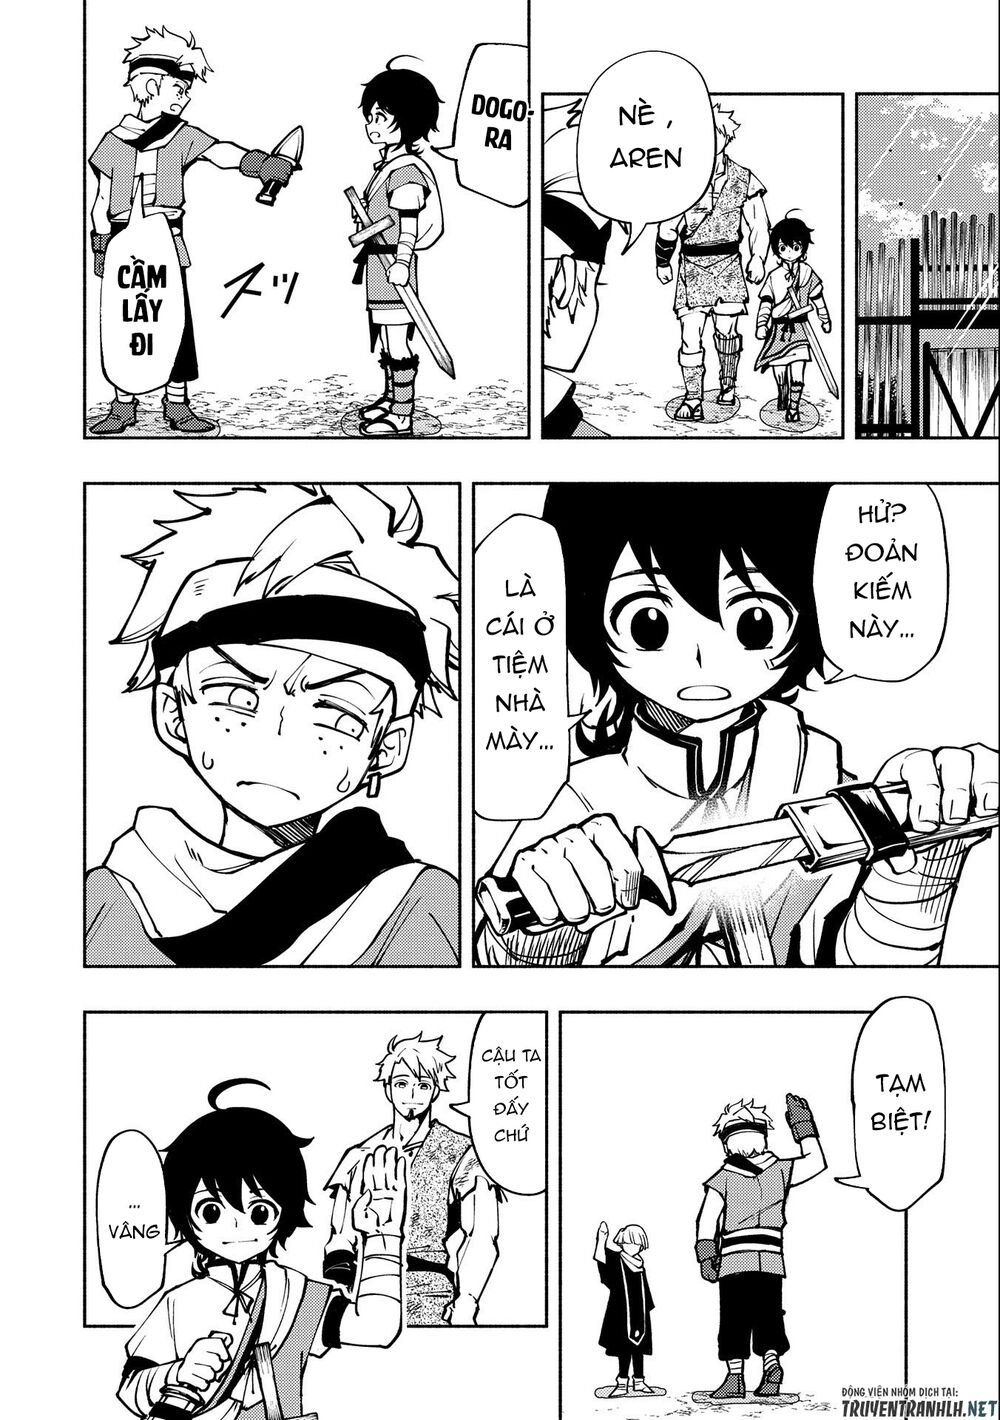 NÈ,
AREN
DOGO-
RA
CẦM
LẤY
ĐI
スッ
HỬ?
ĐOẢN
KIẾM
NÀY...
LÀ
CÁI Ở
TIỆM
NHÀ
MÀY...
TẠM
BIỆT!
CẬU TA
TỐT
ĐẤY
CHỨ
...
VÂNG
ĐỘNG VIÊN NHÓM DỊCH TẠI:
TRUYENTRANHLH.NET